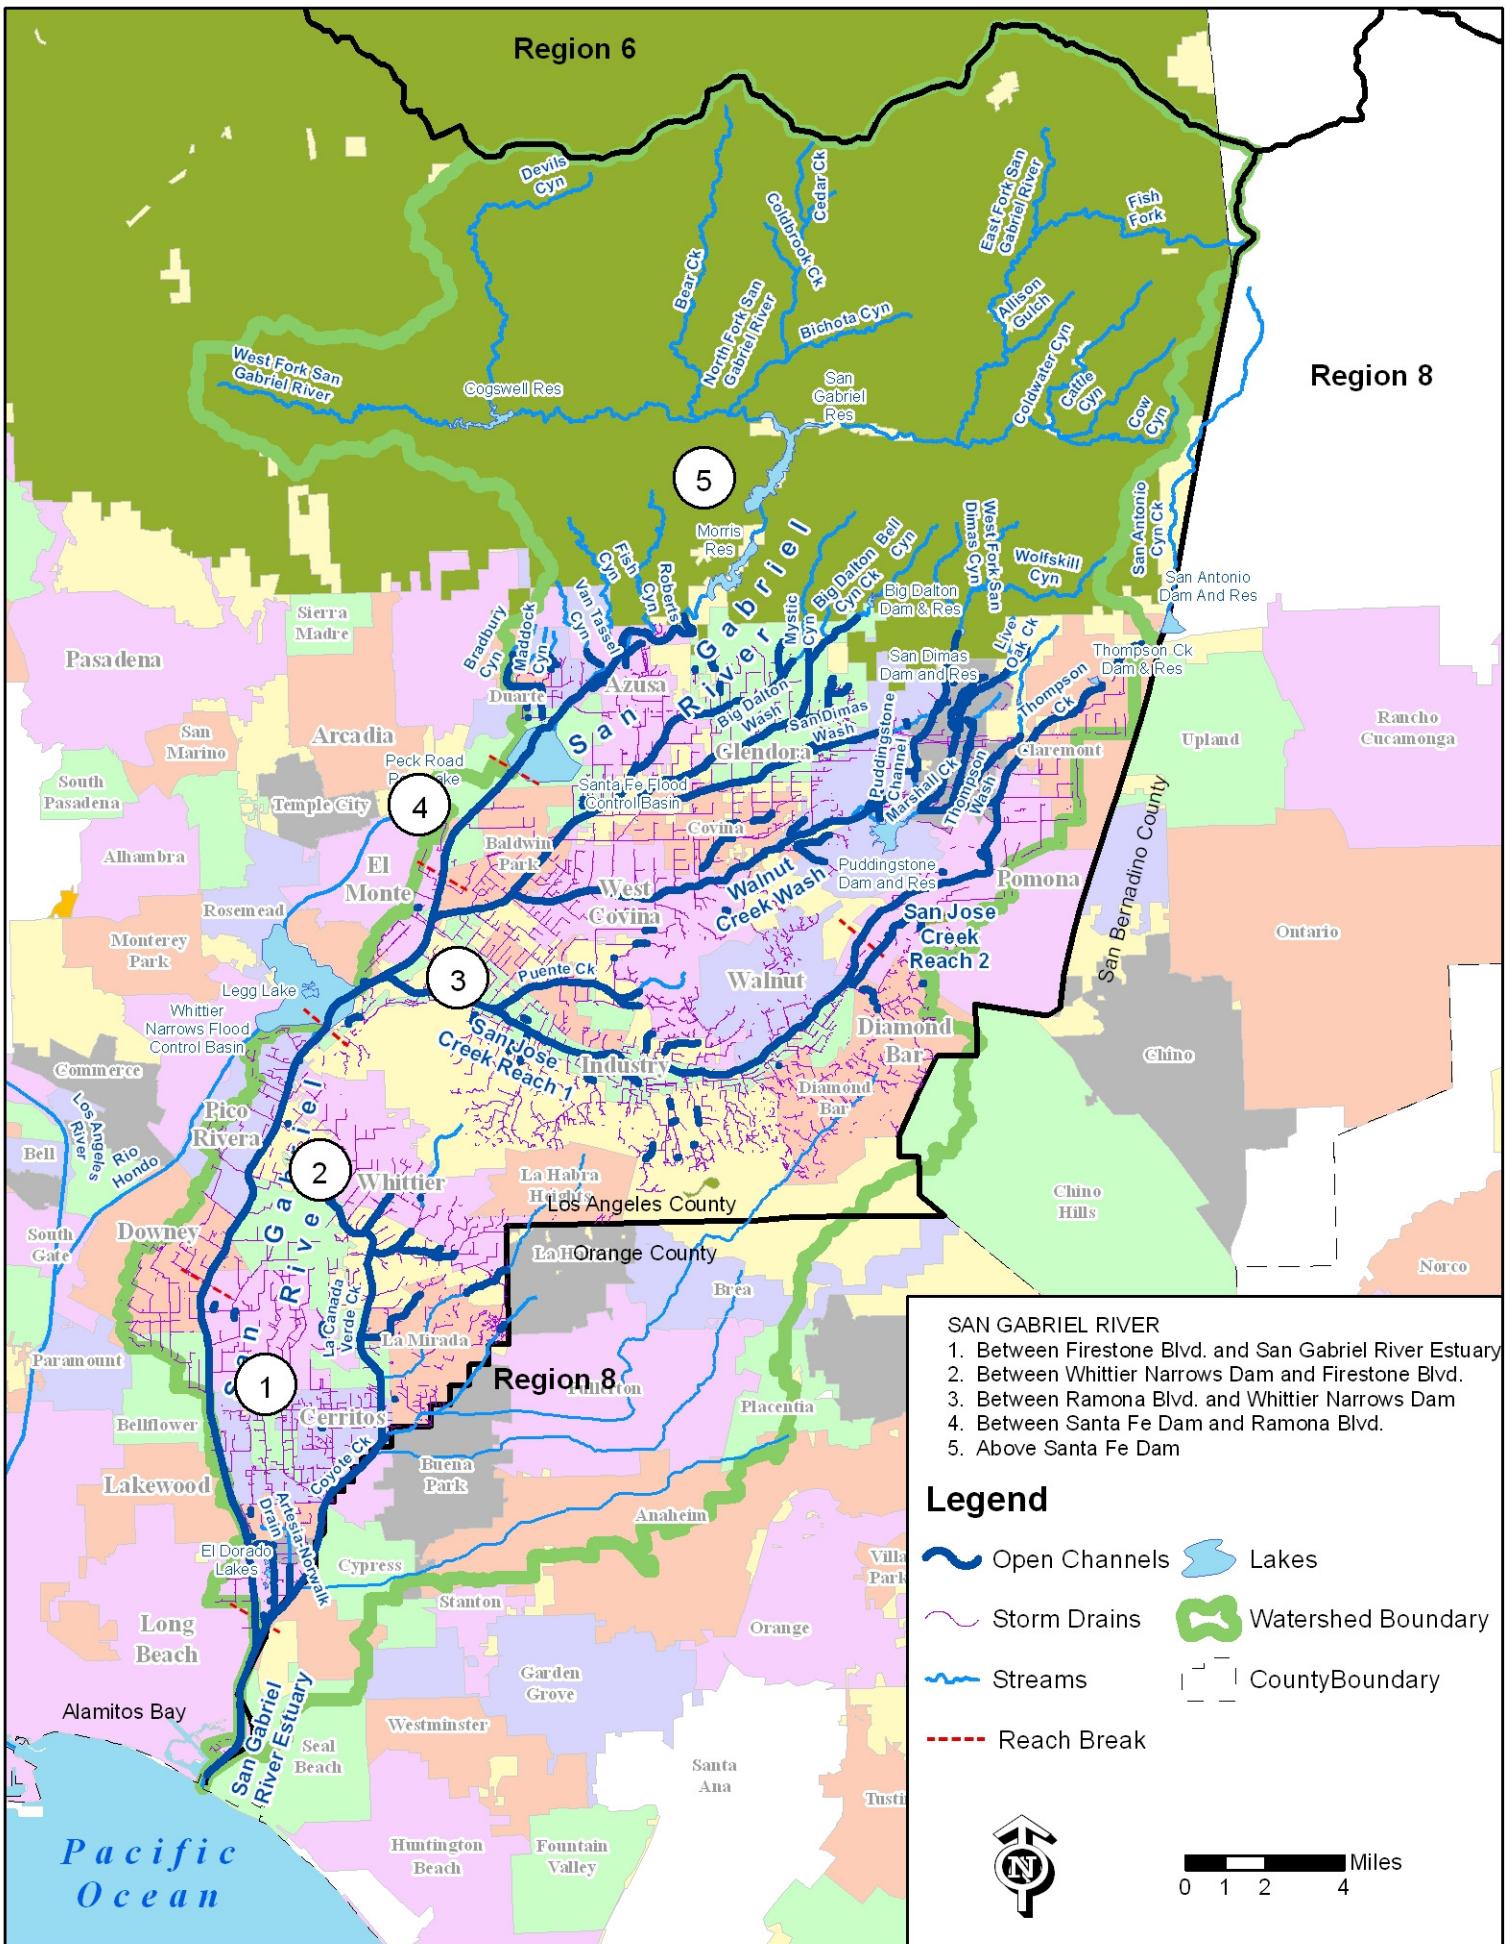 Region 6
Devils
Cyn
Cedar Ck
Coldbrook Ck
East Fork San
Gabriel River
Fish
Fork
Bear Ck
North Fork San
Gabriel River
Bichota Cyn
Allison
Gulch
West Fork San
Gabriel River
Cogswell Res
San
Gabriel
Res
Coldwater Cyn
Cattle
Cyn
Cow
Cyn
Region 8
5
Morris
Res
San Antonio
Cyn Ck
San Antonio
Dam And Res
Fish
Cyn
Roberts
Cyn
Van Tassel
Cyn
Maddock
Cyn
Bradbury
Cyn
Mystic
Cyn
Big Dalton
Cyn Ck
Bell
Cyn
Big Dalton
Dam & Res
San
Dimas Cyn
West Fork San
Wolfskill
Cyn
San Gabriel
River
Sierra
Madre
Pasadena
Duarte
Azusa
Big Dalton
Wash
San Dimas
Wash
San Dimas
Dam and Res
Live
Oak Ck
Thompson Ck
Dam & Res
Thompson
Ck
Claremont
Puddingstone
Channel
Marshall Ck
Thompson
Wash
Glendora
San
Marino
Arcadia
South
Pasadena
Temple City
Peck Road
4
Santa Fe Flood
Control Basin
Rancho
Cucamonga
Upland
Alhambra
El
Monte
Baldwin
Park
Covina
West
Covina
Walnut
Creek Wash
Puddingstone
Dam and Res
Pomona
San Bernadino County
Rosemead
Monterey
Park
San Jose
Creek
Reach 2
Ontario
Legg Lake
Whittier
Narrows Flood
Control Basin
3
Puente Ck
Walnut
San Jose
Creek Reach 1
Industry
Diamond
Bar
Diamond
Bar
Chino
Commerce
Los Angeles
River
Bell
Rio
Hondo
Pico
Rivera
San Gabriel
River
2
Whittier
La Habra
Heights
Los Angeles County
Orange County
Chino
Hills
South
Gate
Downey
Brea
Norco
La Canada
Verde Ck
La Mirada
Paramount
1
Region 8
Placentia
Bellflower
Cerritos
Coyote Ck
Lakewood
Buena
Park
Artesia-Norwalk
Drain
Anaheim
El Dorado
Lakes
Cypress
Villa
Park
Stanton
Long
Beach
Orange
Garden
Grove
Alamitos Bay
San Gabriel
River Estuary
Westminster
Seal
Beach
Santa
Ana
Huntington
Beach
Fountain
Valley
Pacific
Ocean
SAN GABRIEL RIVER
1. Between Firestone Blvd. and San Gabriel River Estuary
2. Between Whittier Narrows Dam and Firestone Blvd.
3. Between Ramona Blvd. and Whittier Narrows Dam
4. Between Santa Fe Dam and Ramona Blvd.
5. Above Santa Fe Dam
Legend
Open Channels
Lakes
Storm Drains
Watershed Boundary
Streams
CountyBoundary
Reach Break
N
Miles
0 1 2 4